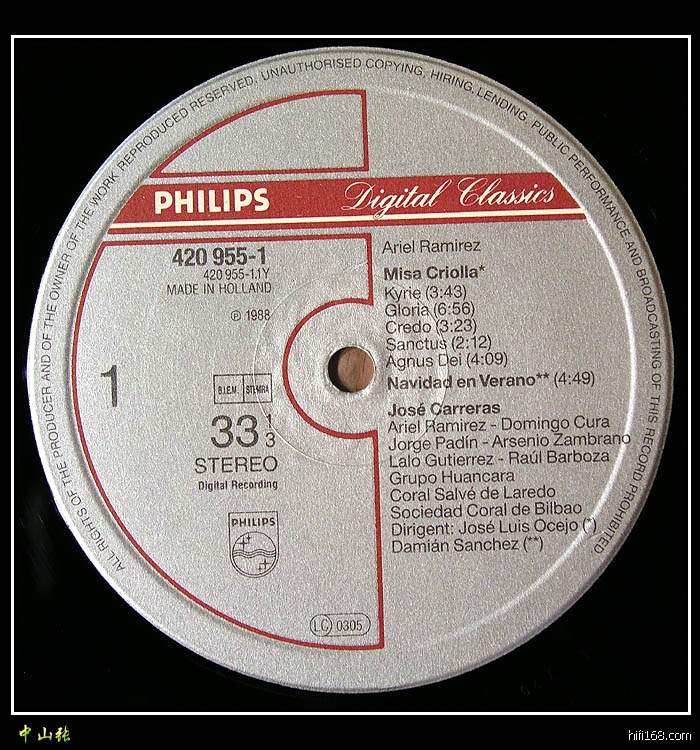 ALL RIGHTS OF THE PRODUCER AND OF THE OWNER OF THE WORK REPRODUCED RESERVED, UNAUTHORISED COPYING, HIRING, LENDING, PUBLIC PERFORMANCE AND BROADCASTING OF THIS RECORD PROHIBITED
PHILIPS
Digital Classics
420 955-1
420 955-1.1Y
MADE IN HOLLAND
℗ 1988
1
B.I.E.M. STEMRA
33 1/3
STEREO
Digital Recording
PHILIPS
LC 0305
Ariel Ramirez
Misa Criolla*
Kyrie (3:43)
Gloria (6:56)
Credo (3:23)
Sanctus (2:12)
Agnus Dei (4:09)
Navidad en Verano** (4:49)
José Carreras
Ariel Ramirez - Domingo Cura
Jorge Padín - Arsenio Zambrano
Lalo Gutierrez - Raúl Barboza
Grupo Huancara
Coral Salvé de Laredo
Sociedad Coral de Bilbao
Dirigent: José Luis Ocejo (*)
Damián Sanchez (**)
中山張
hifi168.com